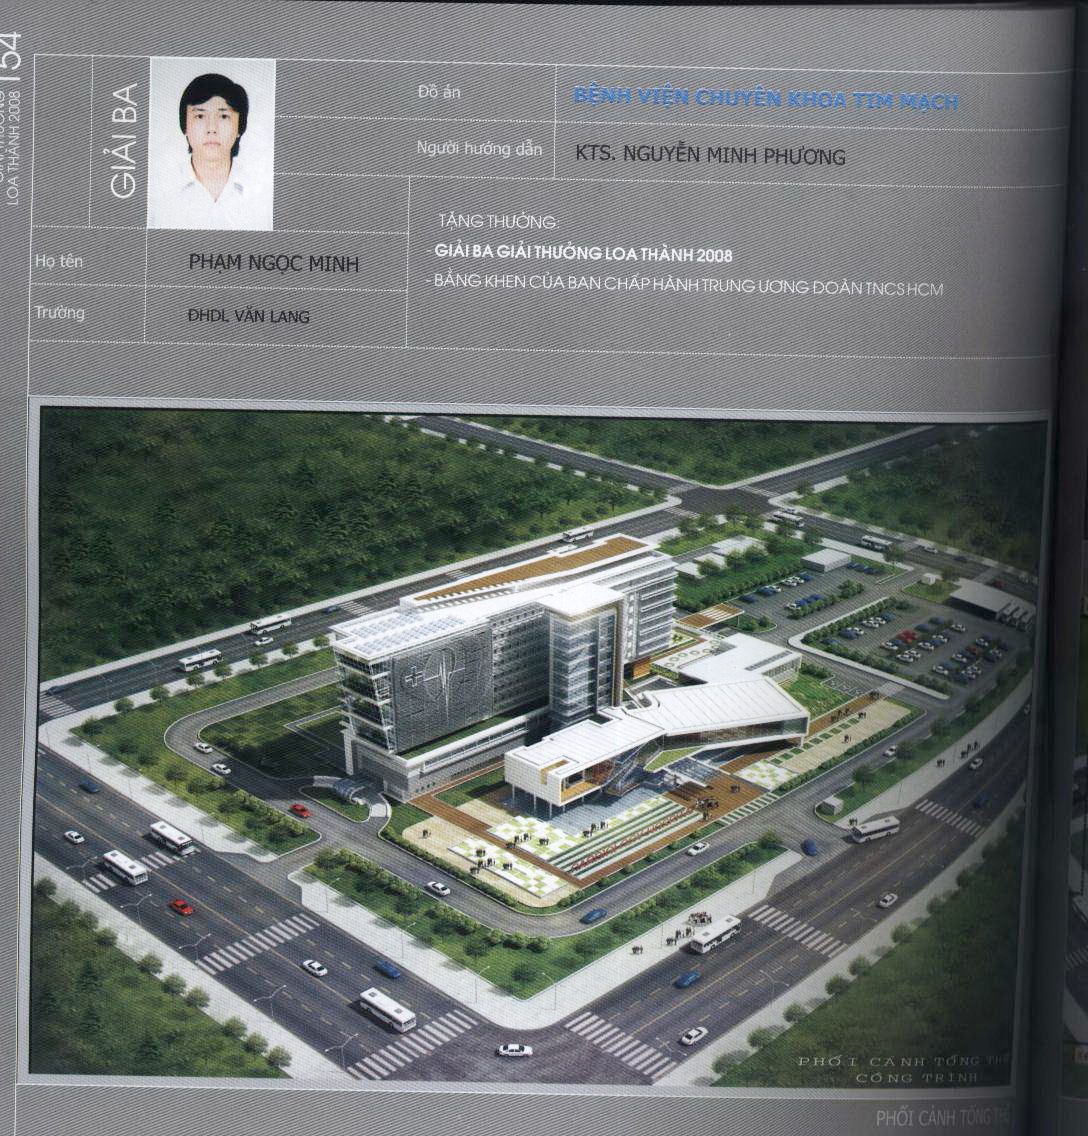 154
LOA THÀNH 2008
GIẢI BA
Đồ án
BỆNH VIỆN CHUYÊN KHOA TIM MẠCH
Người hướng dẫn
KTS. NGUYỄN MINH PHƯƠNG
TẶNG THƯỞNG:
- GIẢI BA GIẢI THƯỞNG LOA THÀNH 2008
- BẰNG KHEN CỦA BAN CHẤP HÀNH TRUNG ƯƠNG ĐOÀN TNCS HCM
Họ tên
PHẠM NGỌC MINH
Trường
ĐHDL VĂN LANG
PHỐI CẢNH TỔNG THỂ
CÔNG TRÌNH
PHỐI CẢNH TỔNG THỂ